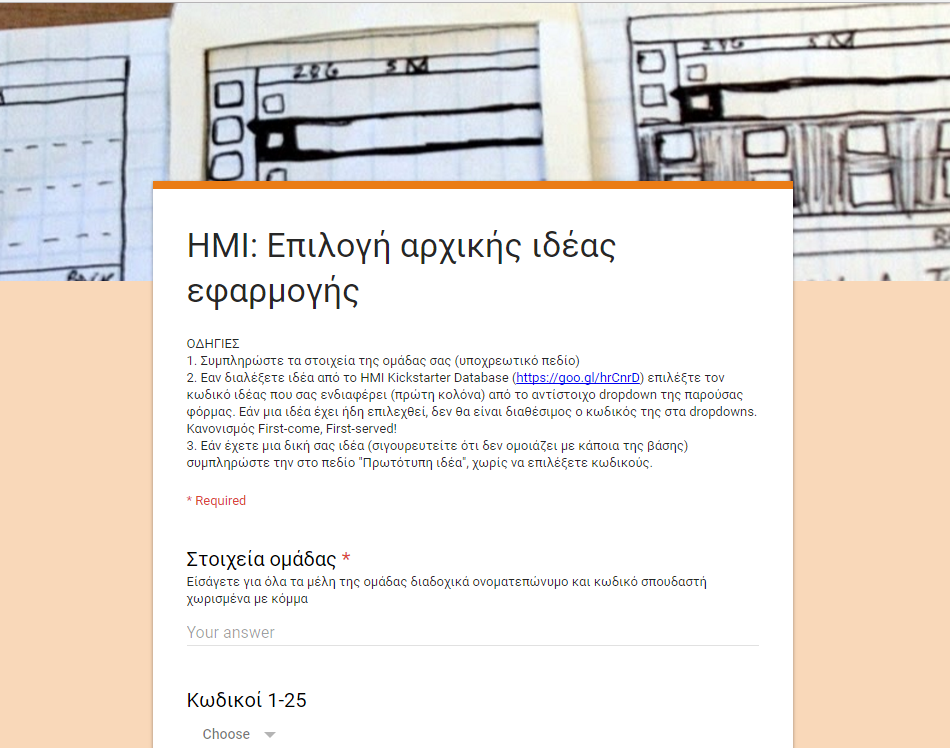 28G
S
28G
S
HMI: Επιλογή αρχικής ιδέας
εφαρμογής
ΟΔΗΓΙΕΣ
1. Συμπληρώστε τα στοιχεία της ομάδας σας (υποχρεωτικό πεδίο)
2. Εαν διαλέξετε ιδέα από το HMI Kickstarter Database (https://goo.gl/hrCnrD) επιλέξτε τον
κωδικό ιδέας που σας ενδιαφέρει (πρώτη κολόνα) από το αντίστοιχο dropdown της παρούσας
φόρμας. Εάν μια ιδέα έχει ήδη επιλεχθεί, δεν θα είναι διαθέσιμος ο κωδικός της στα dropdowns.
Κανονισμός First-come, First-served!
3. Εάν έχετε μια δική σας ιδέα (σιγουρευτείτε ότι δεν ομοιάζει με κάποια της βάσης)
συμπληρώστε την στο πεδίο "Πρωτότυπη ιδέα", χωρίς να επιλέξετε κωδικούς.
* Required
Στοιχεία ομάδας *
Είσάγετε για όλα τα μέλη της ομάδας διαδοχικά ονοματεπώνυμο και κωδικό σπουδαστή
χωρισμένα με κόμμα
Your answer
Κωδικοί 1-25
Choose